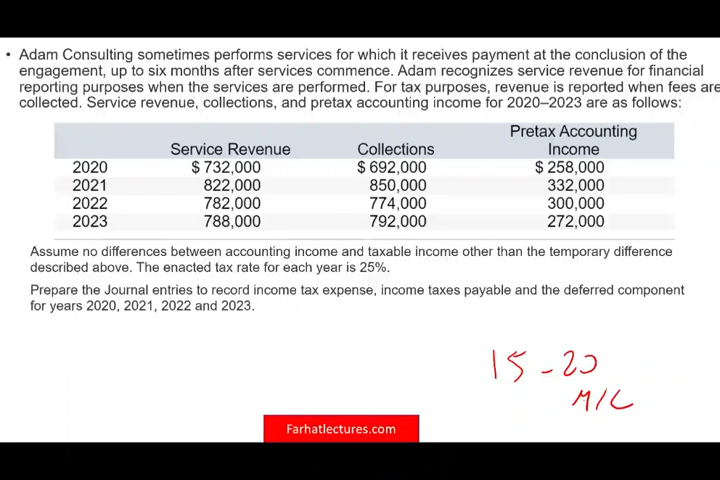 • Adam Consulting sometimes performs services for which it receives payment at the conclusion of the
engagement, up to six months after services commence. Adam recognizes service revenue for financial
reporting purposes when the services are performed. For tax purposes, revenue is reported when fees are
collected. Service revenue, collections, and pretax accounting income for 2020–2023 are as follows:
Service Revenue Collections Pretax Accounting Income
2020 $ 732,000 $ 692,000 $ 258,000
2021 822,000 850,000 332,000
2022 782,000 774,000 300,000
2023 788,000 792,000 272,000
Assume no differences between accounting income and taxable income other than the temporary difference
described above. The enacted tax rate for each year is 25%.
Prepare the Journal entries to record income tax expense, income taxes payable and the deferred component
for years 2020, 2021, 2022 and 2023.
15 - 20
M/C
Farhatlectures.com